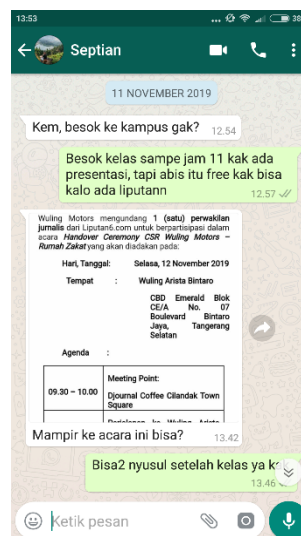 13:53
... 38
Septian
11 NOVEMBER 2019
Kem, besok ke kampus gak? 12.54
Besok kelas sampe jam 11 kak ada
presentasi, tapi abis itu free kak bisa
kalo ada liputann
12.57
Wuling Motors mengundang 1 (satu) perwakilan
jurnalis dari Liputan6.com untuk berpartisipasi dalam
acara Handover Ceremony CSR Wuling Motors –
Rumah Zakat yang akan diadakan pada:
Hari, Tanggal: Selasa, 12 November 2019
Tempat : Wuling Arista Bintaro
CBD Emerald Blok
CE/A No. 07
Boulevard Bintaro
Jaya, Tangerang
Selatan
Agenda :
09.30 – 10.00
Meeting Point:
Djournal Coffee Cilandak Town
Square
Mampir ke acara ini bisa?
13.42
Bisa2 nyusul setelah kelas ya
13.46
Ketik pesan